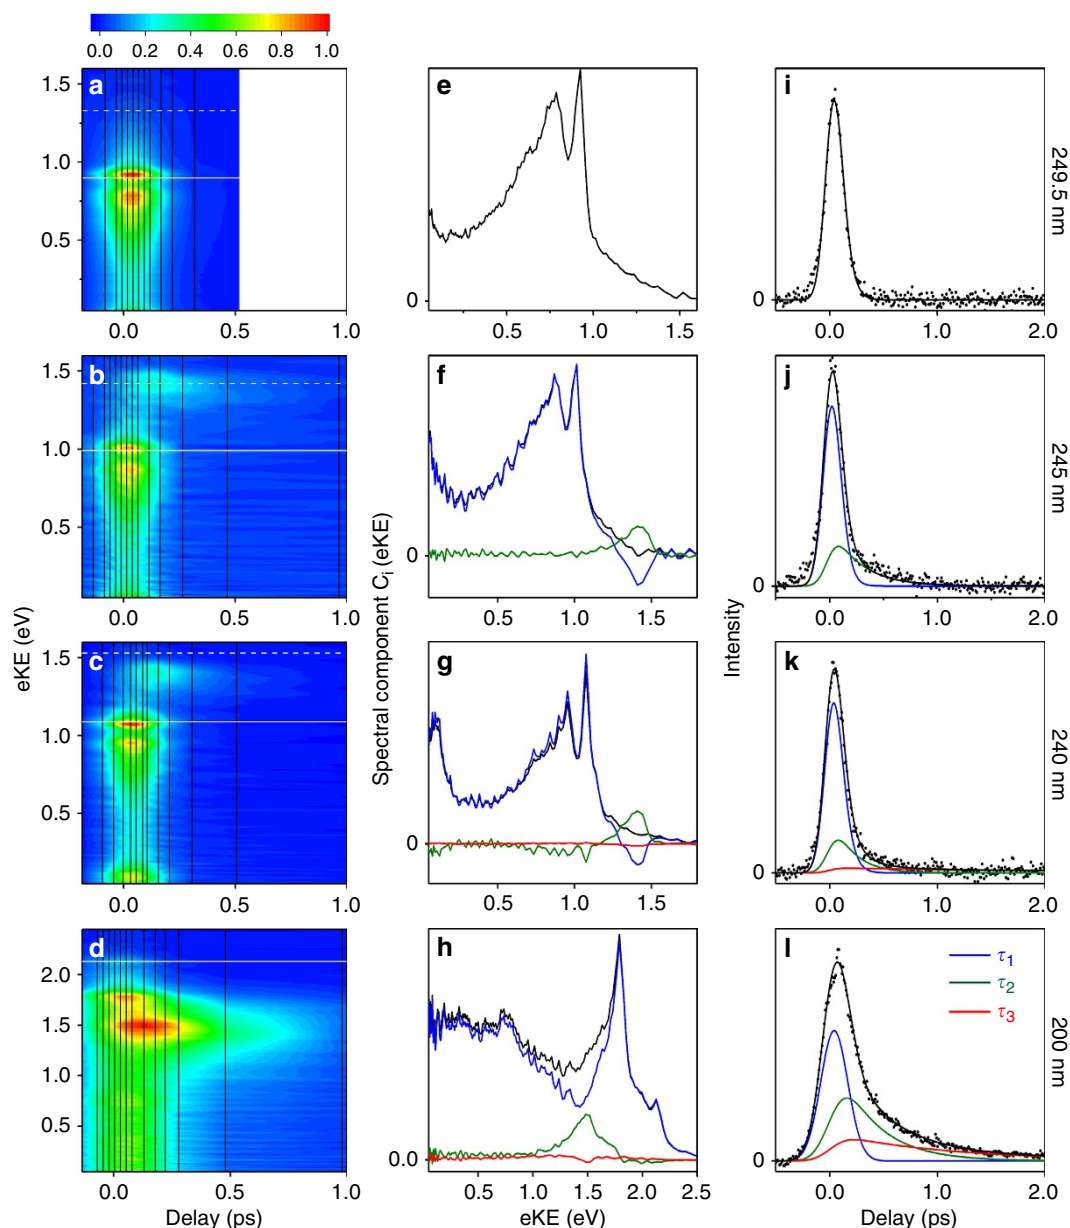 0.0 0.2 0.4 0.6 0.8 1.0
a
1.5
1.0
0.5
0.0 0.5 1.0
e
0
0.5 1.0 1.5
i
0
0.0 1.0 2.0
249.5 nm
b
1.5
1.0
0.5
0.0 0.5 1.0
f
0
0.5 1.0 1.5
j
0
0.0 1.0 2.0
245 nm
eKE (eV)
c
1.5
1.0
0.5
0.0 0.5 1.0
Spectral component Ci (eKE)
g
0
0.5 1.0 1.5
Intensity
k
0
0.0 1.0 2.0
240 nm
d
2.0
1.5
1.0
0.5
0.0 0.5 1.0
Delay (ps)
h
0.0
0.5 1.0 1.5 2.0 2.5
eKE (eV)
l
τ1
τ2
τ3
0
0.0 1.0 2.0
Delay (ps)
200 nm